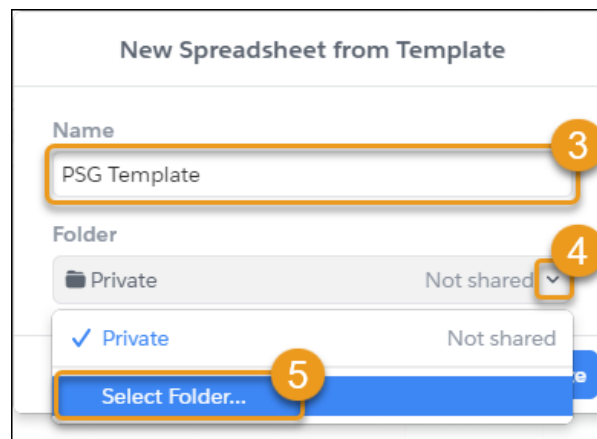 New Spreadsheet from Template
Name
3
PSG Template
Folder
4
Private Not shared
Private Not shared
5
Select Folder...